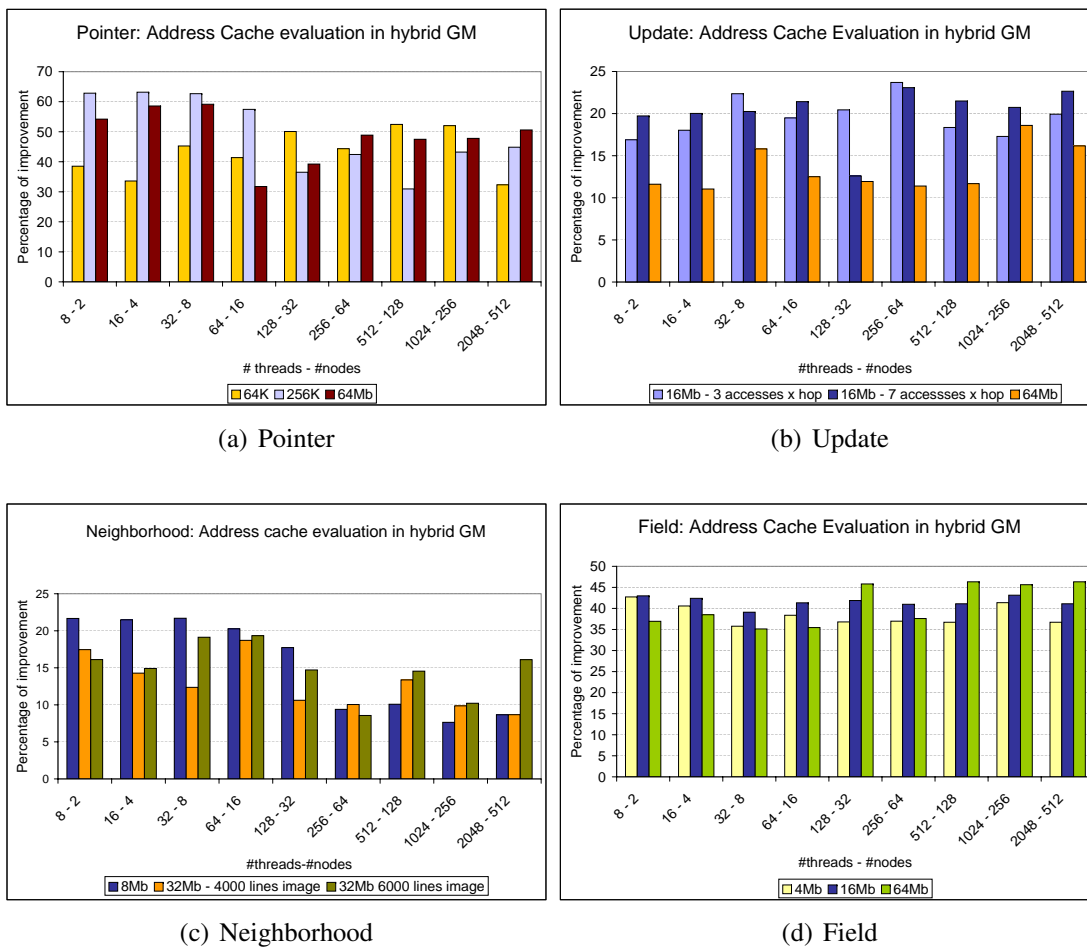 Pointer: Address Cache evaluation in hybrid GM
Percentage of improvement
70
60
50
40
30
20
10
0
8 - 2
16 - 4
32 - 8
64 - 16
128 - 32
256 - 64
512 - 128
1024 - 256
2048 - 512
# threads - #nodes
64K 256K 64Mb
(a) Pointer
Update: Address Cache Evaluation in hybrid GM
Percentage of improvement
25
20
15
10
5
0
8 - 2
16 - 4
32 - 8
64 - 16
128 - 32
256 - 64
512 - 128
1024 - 256
2048 - 512
#threads - #nodes
16Mb - 3 accesses x hop 16Mb - 7 accessses x hop 64Mb
(b) Update
Neighborhood: Address cache evaluation in hybrid GM
Percentage of improvement
25
20
15
10
5
0
8 - 2
16 - 4
32 - 8
64 - 16
128 - 32
256 - 64
512 - 128
1024 - 256
2048 - 512
#threads-#nodes
8Mb 32Mb - 4000 lines image 32Mb 6000 lines image
(c) Neighborhood
Field: Address Cache Evaluation in hybrid GM
Percentage of improvement
50
45
40
35
30
25
20
15
10
5
0
8 - 2
16 - 4
32 - 8
64 - 16
128 - 32
256 - 64
512 - 128
1024 - 256
2048 - 512
#threads - #nodes
4Mb 16Mb 64Mb
(d) Field